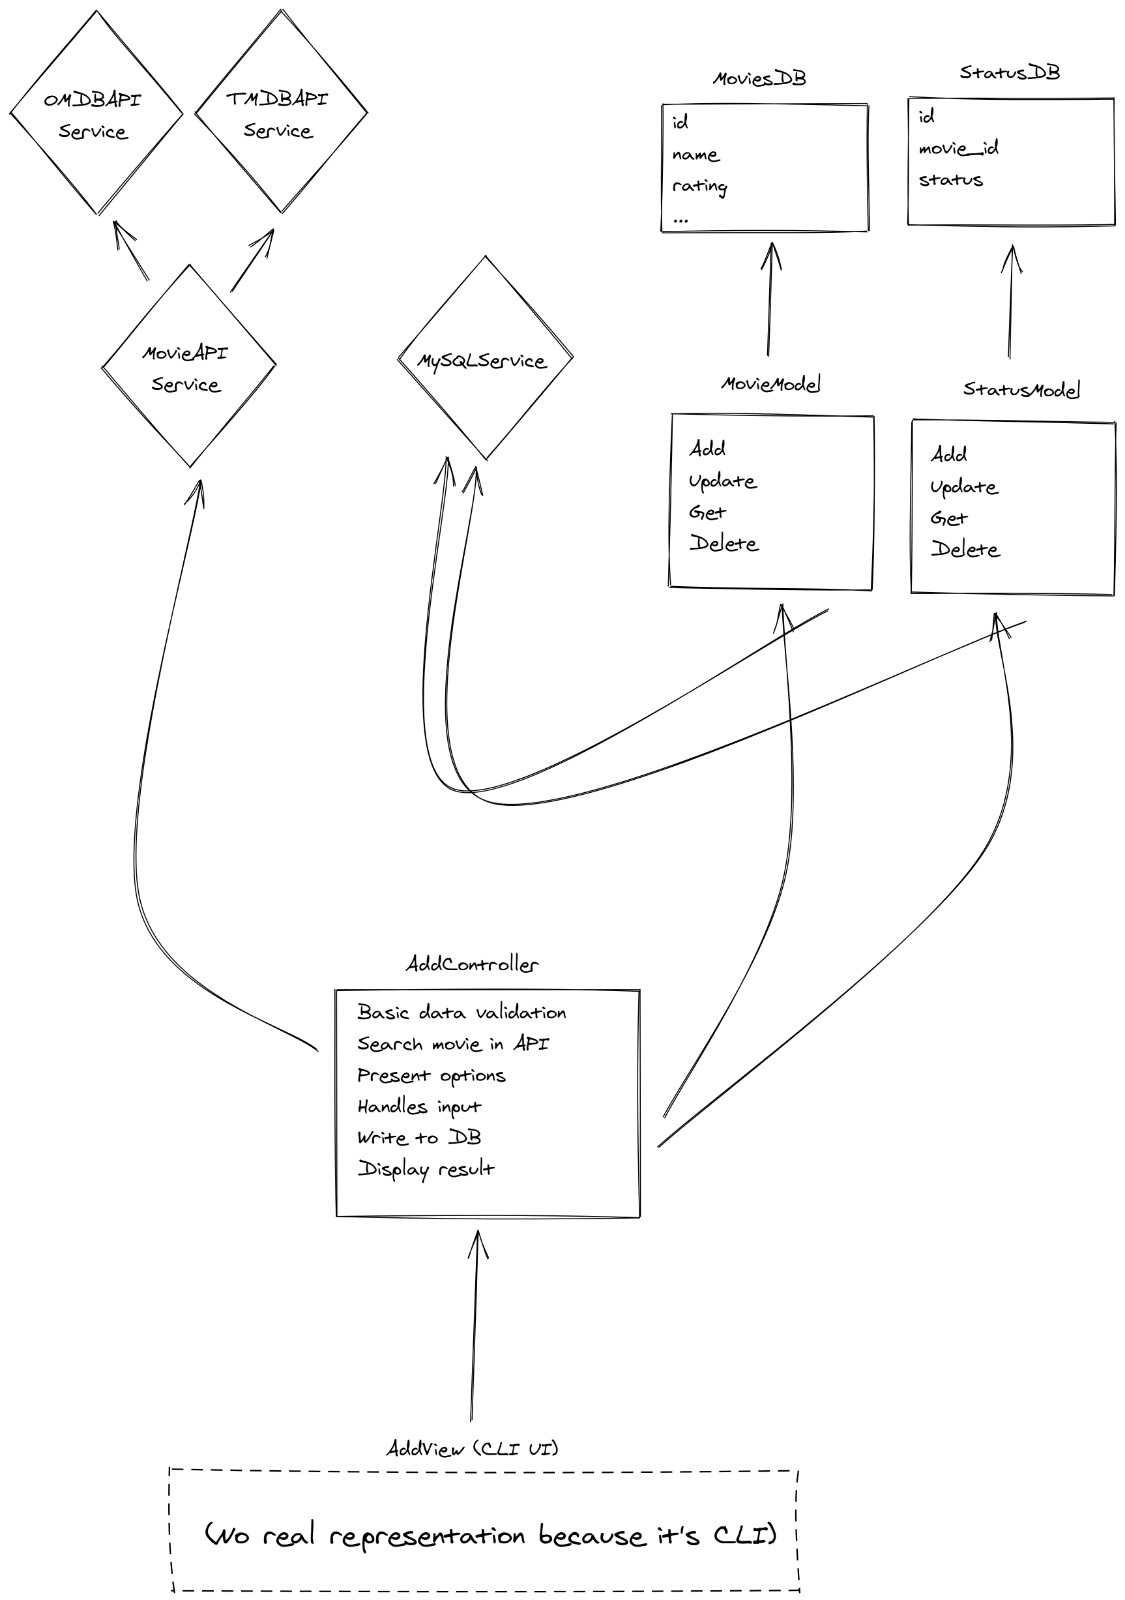 OMDBAPI
Service
TMDBAPI
Service
MoviesDB
id
name
rating
...
StatusDB
id
movie_id
status
MovieAPI
Service
MySQLService
MovieModel
Add
Update
Get
Delete
StatusModel
Add
Update
Get
Delete
AddController
Basic data validation
Search movie in API
Present options
Handles input
Write to DB
Display result
AddView (CLI UI)
(No real representation because it's CLI)